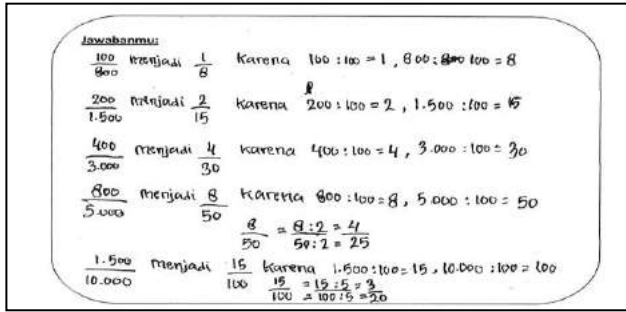 Jawabanmu:
100/800 menjadi 1/8 Karena 100 : 100 = 1 , 800 : 100 = 8
200/1.500 menjadi 2/15 Karena 200 : 100 = 2 , 1.500 : 100 = 15
400/3.000 menjadi 4/30 karena 400 : 100 = 4 , 3.000 : 100 = 30
800/5.000 menjadi 8/50 Karena 800 : 100 = 8 , 5.000 : 100 = 50
8/50 = 8:2/50:2 = 4/25
1.500/10.000 menjadi 15/100 Karena 1.500 : 100 = 15 , 10.000 : 100 = 100
15/100 = 15:5/100:5 = 3/20